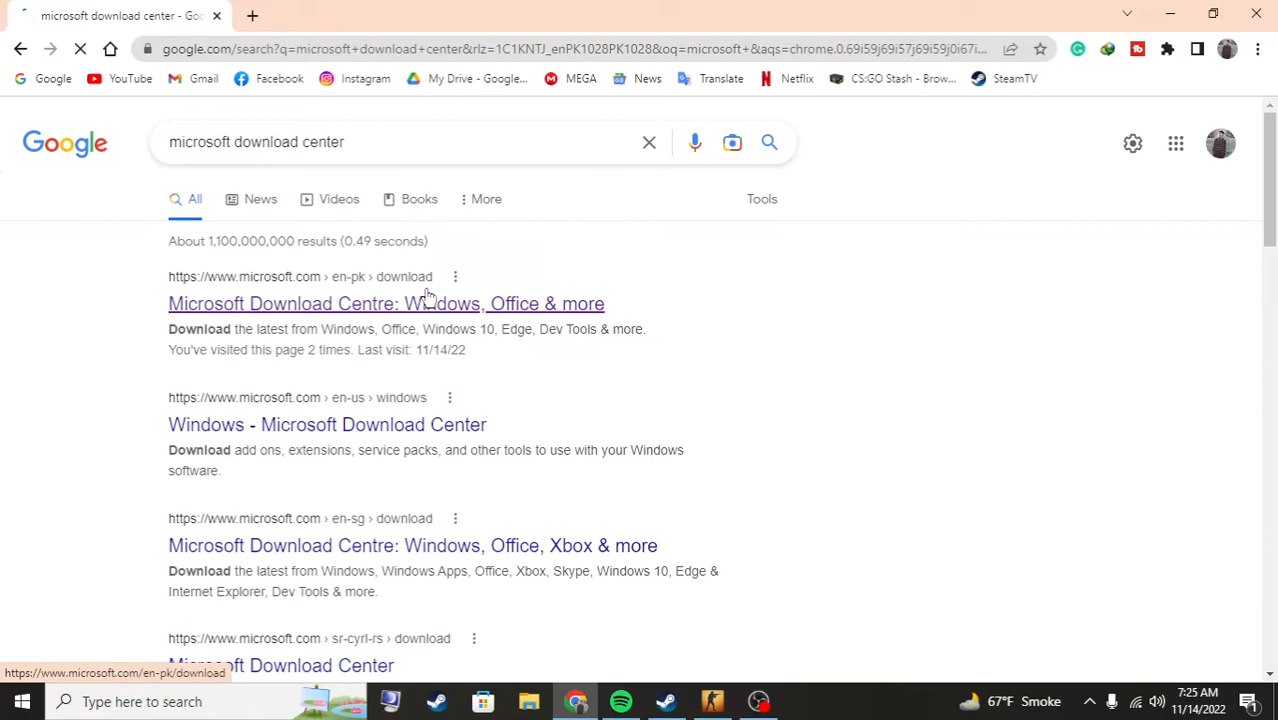 microsoft download center - Goo
google.com/search?q=microsoft+download+center&rlz=1C1KNTJ_enPK1028PK1028&oq=microsoft+&aqs=chrome.0.69i59j69i57j69i59j0i67i...
Google YouTube Gmail Facebook Instagram My Drive - Google... MEGA News Translate Netflix CS:GO Stash - Brow... SteamTV
Google microsoft download center
All News Videos Books More Tools
About 1,100,000,000 results (0.49 seconds)
https://www.microsoft.com › en-pk › download
Microsoft Download Centre: Windows, Office & more
Download the latest from Windows, Office, Windows 10, Edge, Dev Tools & more.
You've visited this page 2 times. Last visit: 11/14/22
https://www.microsoft.com › en-us › windows
Windows - Microsoft Download Center
Download add ons, extensions, service packs, and other tools to use with your Windows
software.
https://www.microsoft.com › en-sg › download
Microsoft Download Centre: Windows, Office, Xbox & more
Download the latest from Windows, Windows Apps, Office, Xbox, Skype, Windows 10, Edge &
Internet Explorer, Dev Tools & more.
https://www.microsoft.com › sr-cyrl-rs › download
Microsoft Download Center
https://www.microsoft.com/en-pk/download
Type here to search 67°F Smoke 7:25 AM
11/14/2022 1